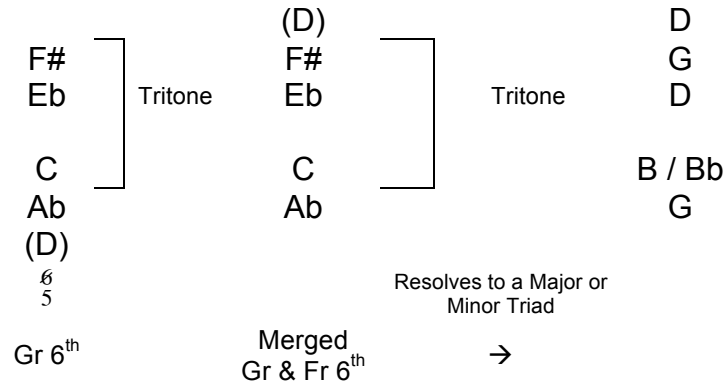 (D) D
F# F# G
Eb Tritone Eb Tritone D
C C B / Bb
Ab Ab G
(D)
6
5
Resolves to a Major or
Minor Triad
Gr 6th Merged
Gr & Fr 6th →